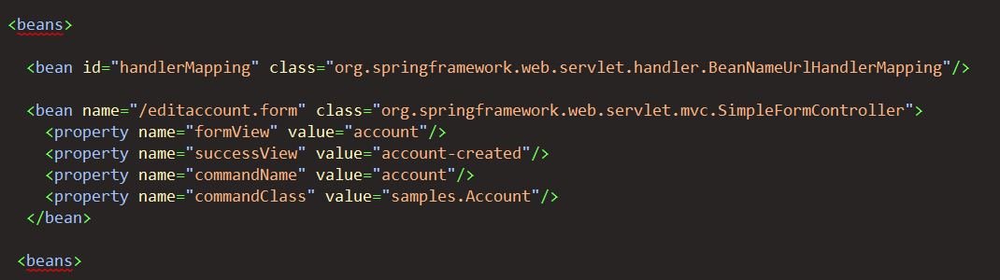 <beans>
<bean id="handlerMapping" class="org.springframework.web.servlet.handler.BeanNameUrlHandlerMapping"/>
<bean name="/editaccount.form" class="org.springframework.web.servlet.mvc.SimpleFormController">
<property name="formView" value="account"/>
<property name="successView" value="account-created"/>
<property name="commandName" value="account"/>
<property name="commandClass" value="samples.Account"/>
</bean>
<beans>